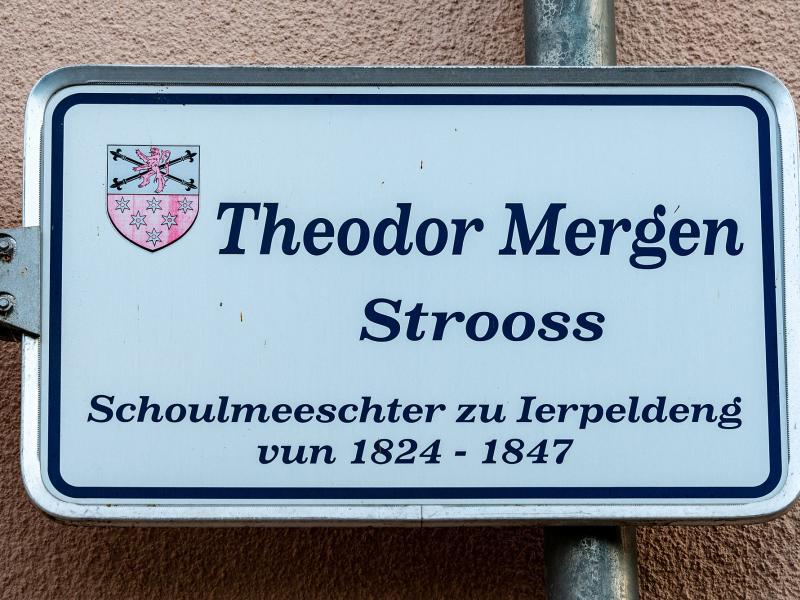 Theodor Mergen
Strooss
Schoulmeeschter zu Ierpeldeng
vun 1824 - 1847